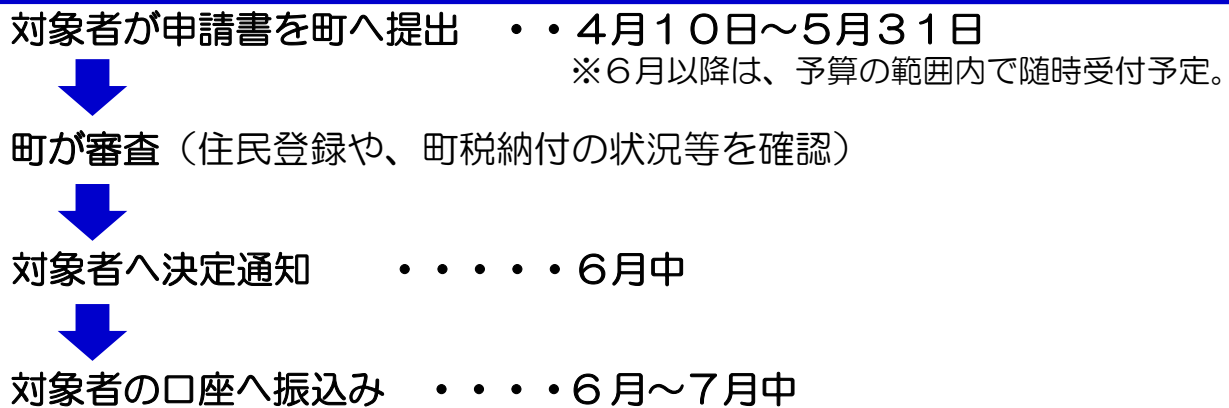 対象者が申請書を町へ提出　・・４月１０日～５月３１日
※６月以降は、予算の範囲内で随時受付予定。
町が審査（住民登録や、町税納付の状況等を確認）
対象者へ決定通知　　・・・・・６月中
対象者の口座へ振込み　・・・・６月～７月中